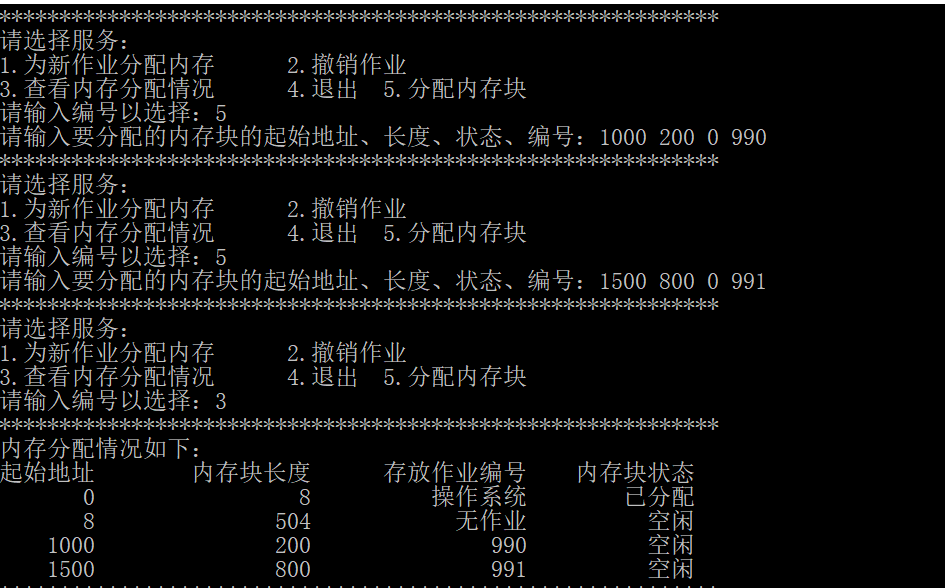 ************************************************************
请选择服务:
1.为新作业分配内存      2.撤销作业
3.查看内存分配情况      4.退出  5.分配内存块
请输入编号以选择: 5
请输入要分配的内存块的起始地址、长度、状态、编号: 1000 200 0 990
************************************************************
请选择服务:
1.为新作业分配内存      2.撤销作业
3.查看内存分配情况      4.退出  5.分配内存块
请输入编号以选择: 5
请输入要分配的内存块的起始地址、长度、状态、编号: 1500 800 0 991
************************************************************
请选择服务:
1.为新作业分配内存      2.撤销作业
3.查看内存分配情况      4.退出  5.分配内存块
请输入编号以选择: 3
************************************************************
内存分配情况如下:
起始地址        内存块长度      存放作业编号    内存块状态
0        8        操作系统        已分配
8        504        无作业        空闲
1000        200        990        空闲
1500        800        991        空闲